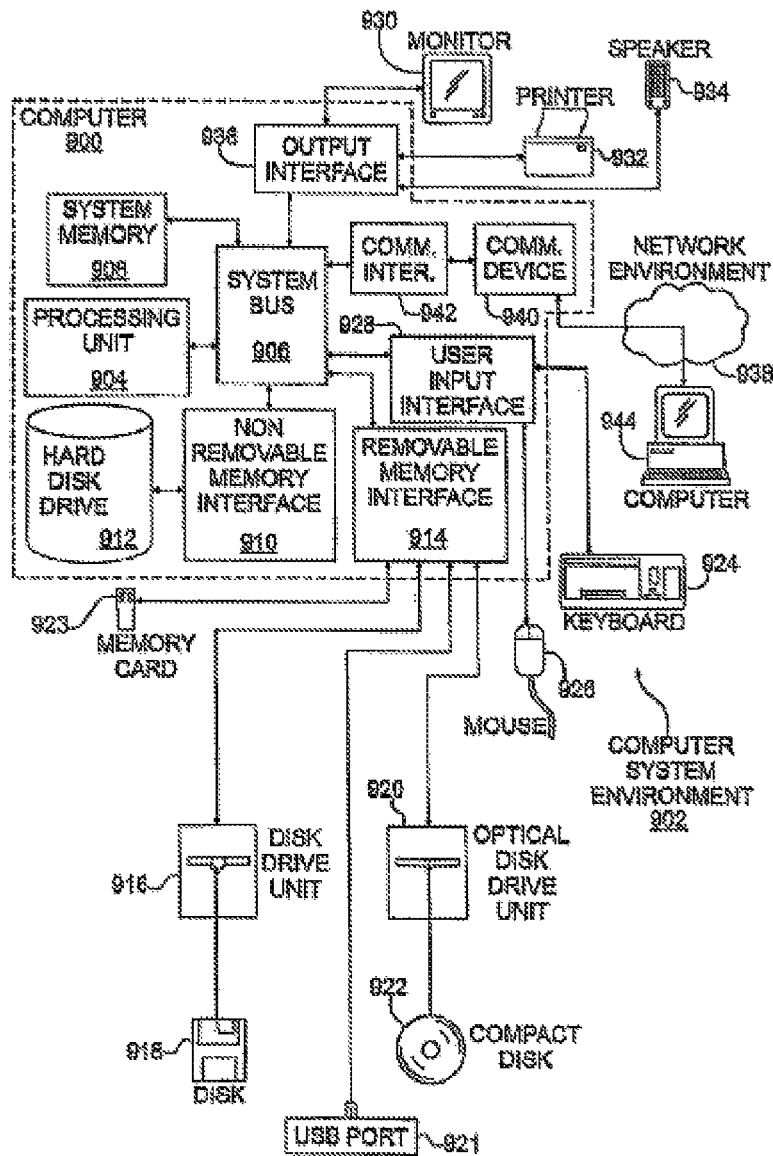 930
MONITOR
SPEAKER
934
PRINTER
932
COMPUTER
900
936
OUTPUT
INTERFACE
SYSTEM
MEMORY
908
SYSTEM
BUS
906
COMM.
INTER.
942
COMM.
DEVICE
940
NETWORK
ENVIRONMENT
938
PROCESSING
UNIT
904
928
USER
INPUT
INTERFACE
944
COMPUTER
HARD
DISK
DRIVE
912
NON
REMOVABLE
MEMORY
INTERFACE
910
REMOVABLE
MEMORY
INTERFACE
914
924
KEYBOARD
923
MEMORY
CARD
926
MOUSE
COMPUTER
SYSTEM
ENVIRONMENT
902
916
DISK
DRIVE
UNIT
920
OPTICAL
DISK
DRIVE
UNIT
918
DISK
922
COMPACT
DISK
USB PORT
921